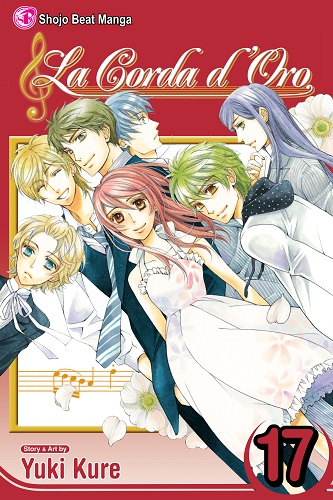 Shojo Beat Manga
La Corda d'Oro
Story & Art by
Yuki Kure
17